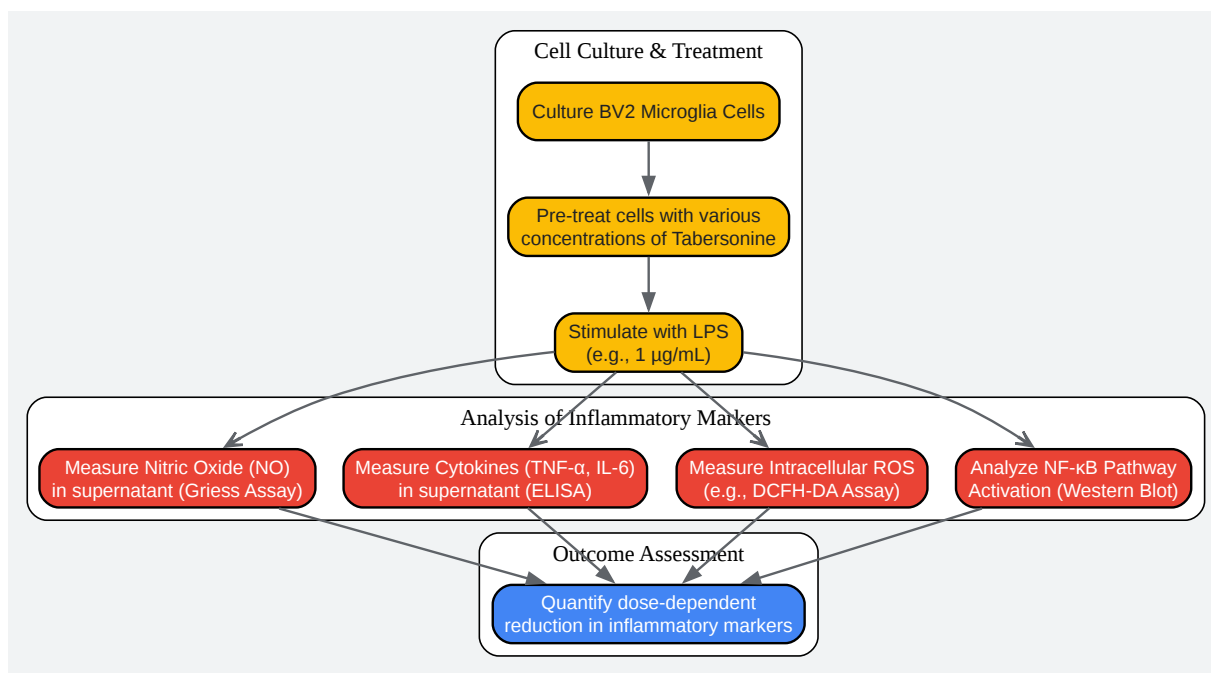 Cell Culture & Treatment
Culture BV2 Microglia Cells
Pre-treat cells with various
concentrations of Tabersonine
Stimulate with LPS
(e.g., 1 µg/mL)
Analysis of Inflammatory Markers
Measure Nitric Oxide (NO)
in supernatant (Griess Assay)
Measure Cytokines (TNF-α, IL-6)
in supernatant (ELISA)
Measure Intracellular ROS
(e.g., DCFH-DA Assay)
Analyze NF-κB Pathway
Activation (Western Blot)
Outcome Assessment
Quantify dose-dependent
reduction in inflammatory markers